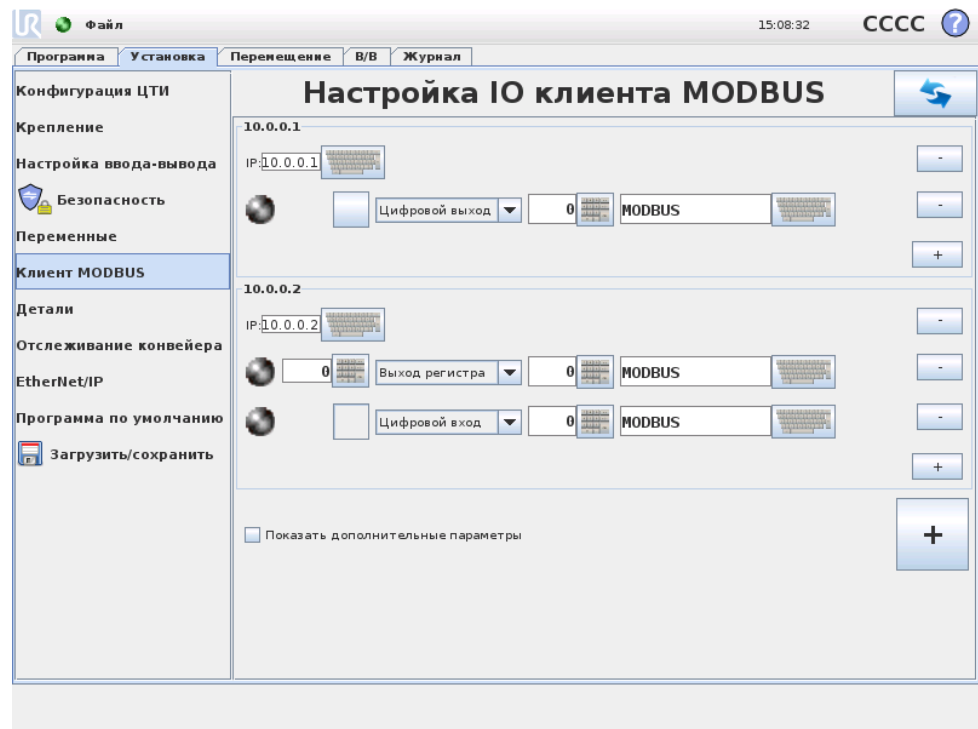 UR Файл 15:08:32 CCCC ?
Программа Установка Перемещение В/В Журнал
Конфигурация ЦТИ
Крепление
Настройка ввода-вывода
Безопасность
Переменные
Клиент MODBUS
Детали
Отслеживание конвейера
EtherNet/IP
Программа по умолчанию
Загрузить/сохранить
Настройка IO клиента MODBUS
10.0.0.1
IP: 10.0.0.1 -
Цифровой выход 0 MODBUS -
+
10.0.0.2
IP: 10.0.0.2 -
0 Выход регистра 0 MODBUS -
Цифровой вход 0 MODBUS -
+
Показать дополнительные параметры +